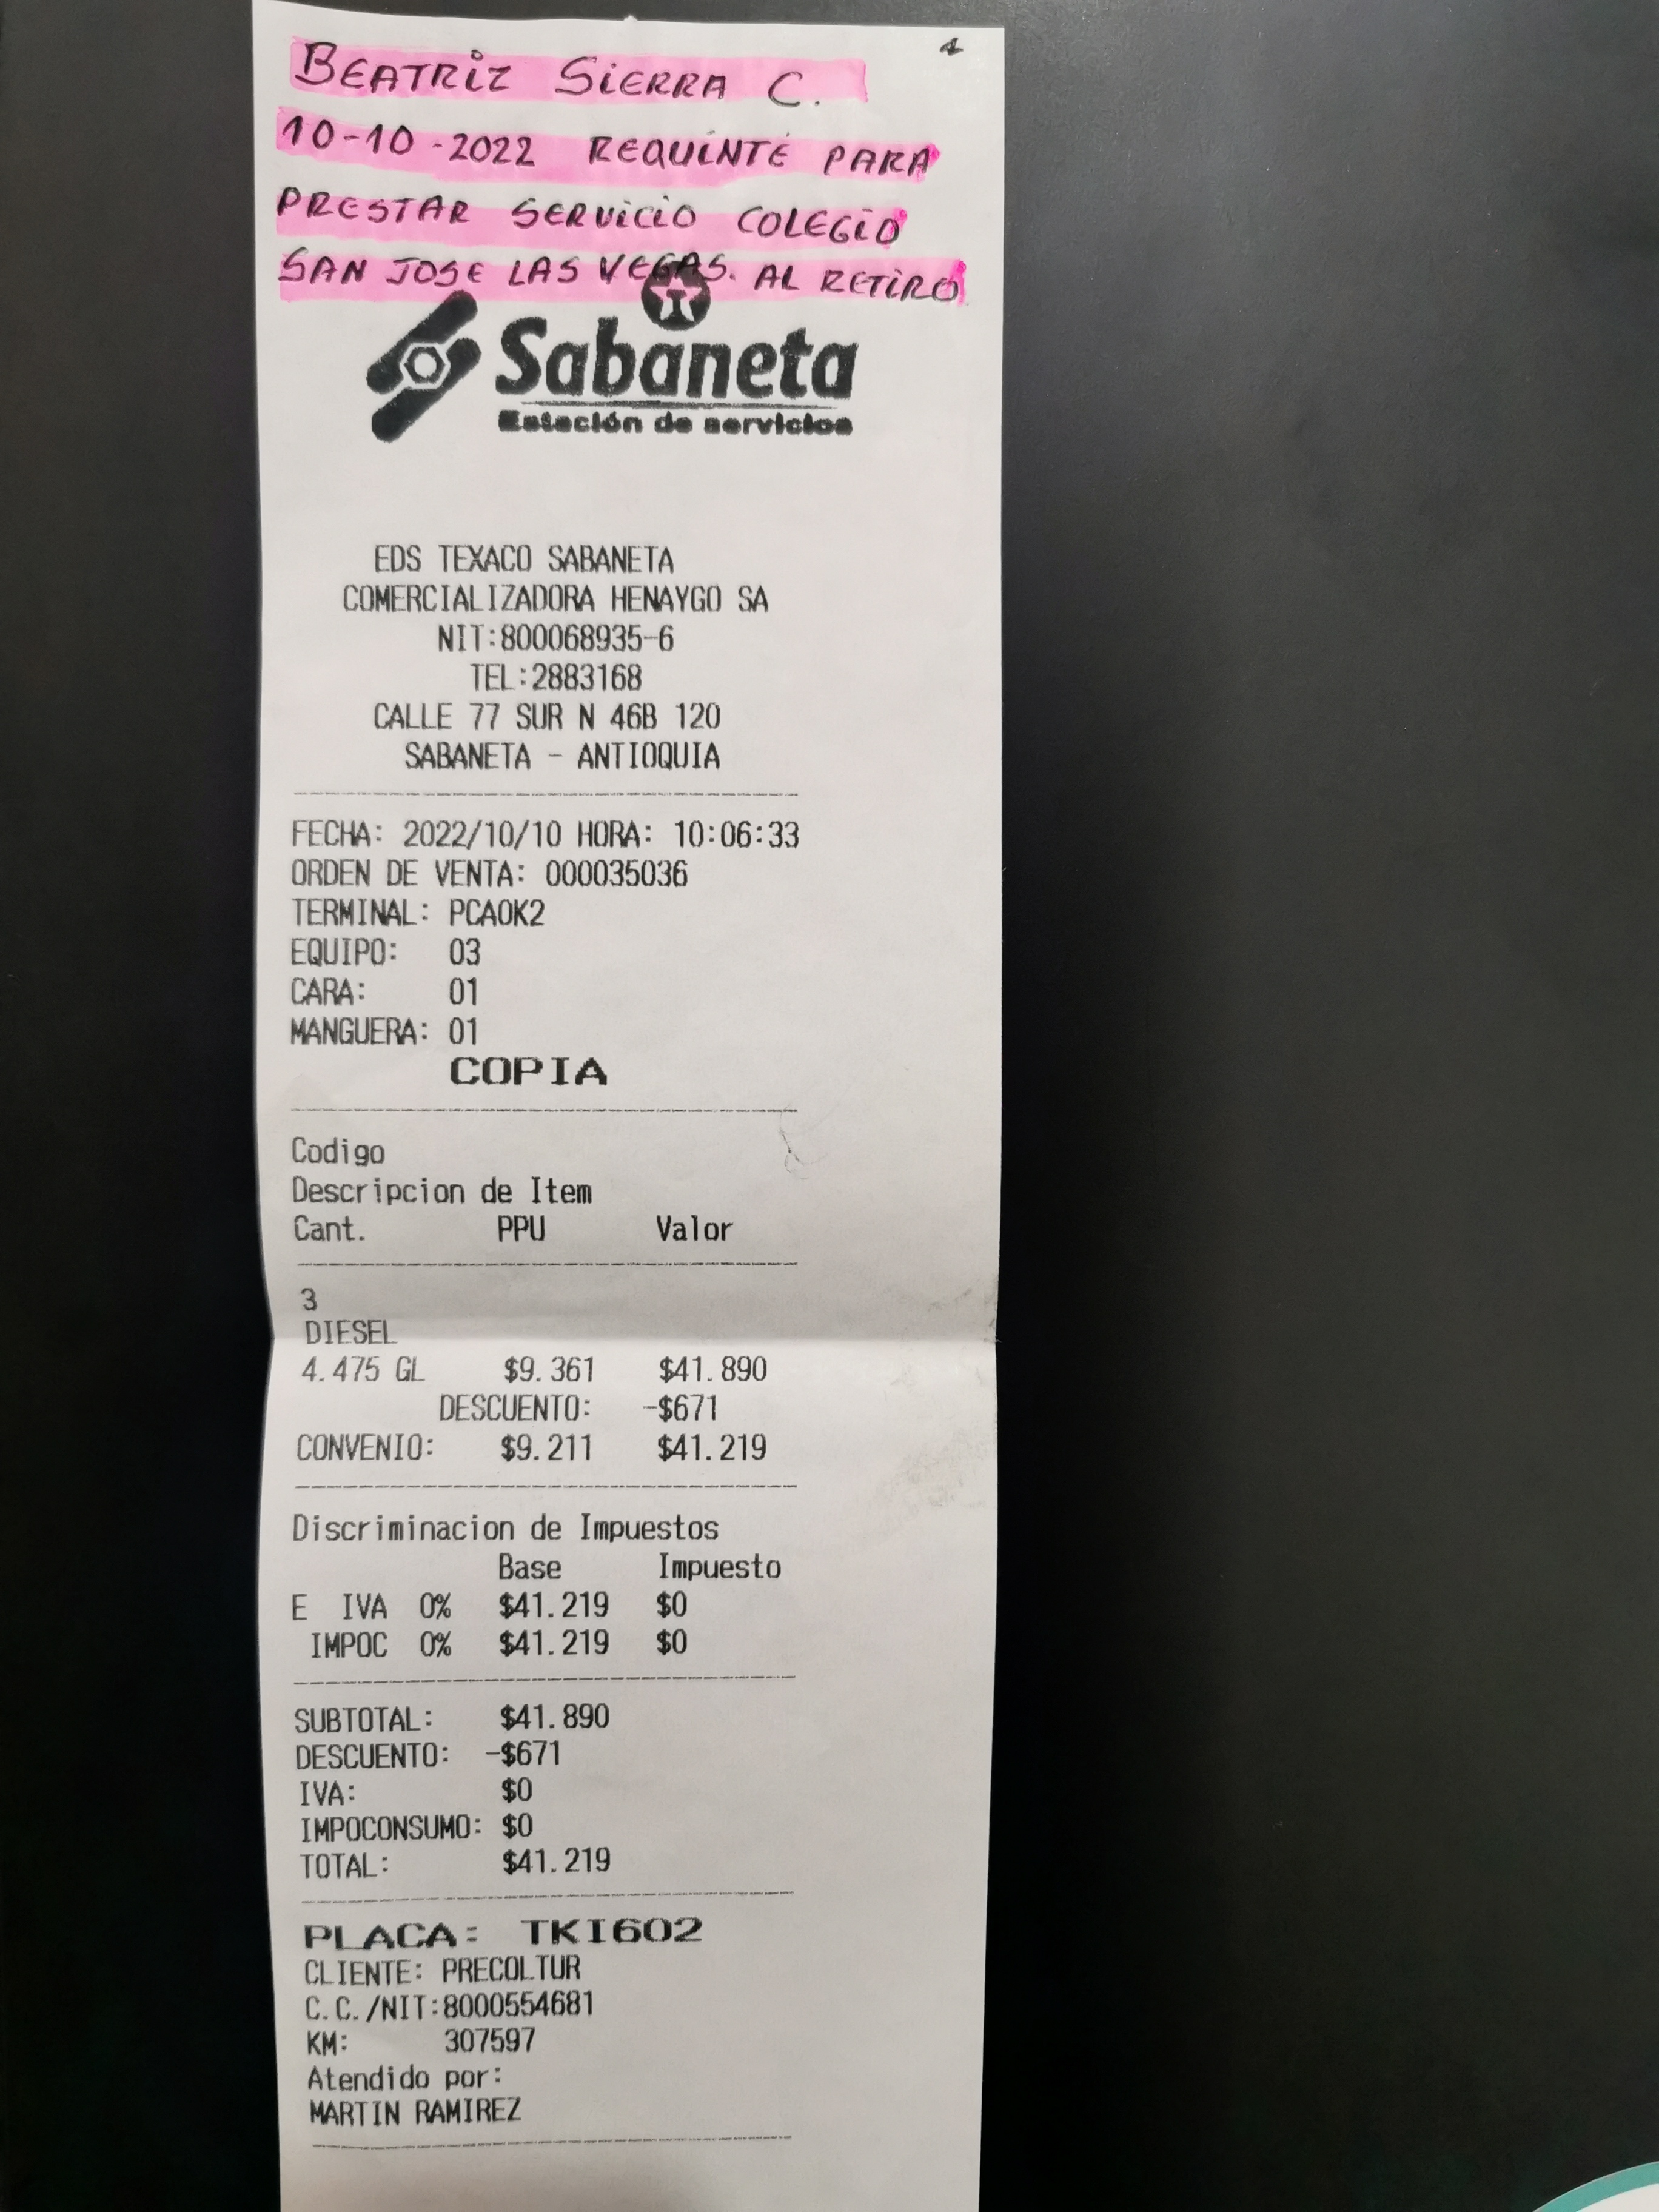 BEATRIZ SIERRA C.
10-10-2022 REQUINTE PARA
PRESTAR SERVICIO COLEGIO
SAN JOSE LAS VEGAS. AL RETIRO
Sabaneta
Estación de servicios
EDS TEXACO SABANETA
COMERCIALIZADORA HENAYGO SA
NIT:800068935-6
TEL:2883168
CALLE 77 SUR N 46B 120
SABANETA - ANTIOQUIA
FECHA: 2022/10/10 HORA: 10:06:33
ORDEN DE VENTA: 000035036
TERMINAL: PCAOK2
EQUIPO: 03
CARA: 01
MANGUERA: 01
COPIA
Codigo
Descripcion de Item
Cant. PPU Valor
3
DIESEL
4.475 GL $9.361 $41.890
DESCUENTO: -$671
CONVENIO: $9.211 $41.219
Discriminacion de Impuestos
Base Impuesto
E IVA 0% $41.219 $0
IMPOC 0% $41.219 $0
SUBTOTAL: $41.890
DESCUENTO: -$671
IVA: $0
IMPOCONSUMO: $0
TOTAL: $41.219
PLACA: TKI602
CLIENTE: PRECOLTUR
C.C./NIT:8000554681
KM: 307597
Atendido por:
MARTIN RAMIREZ